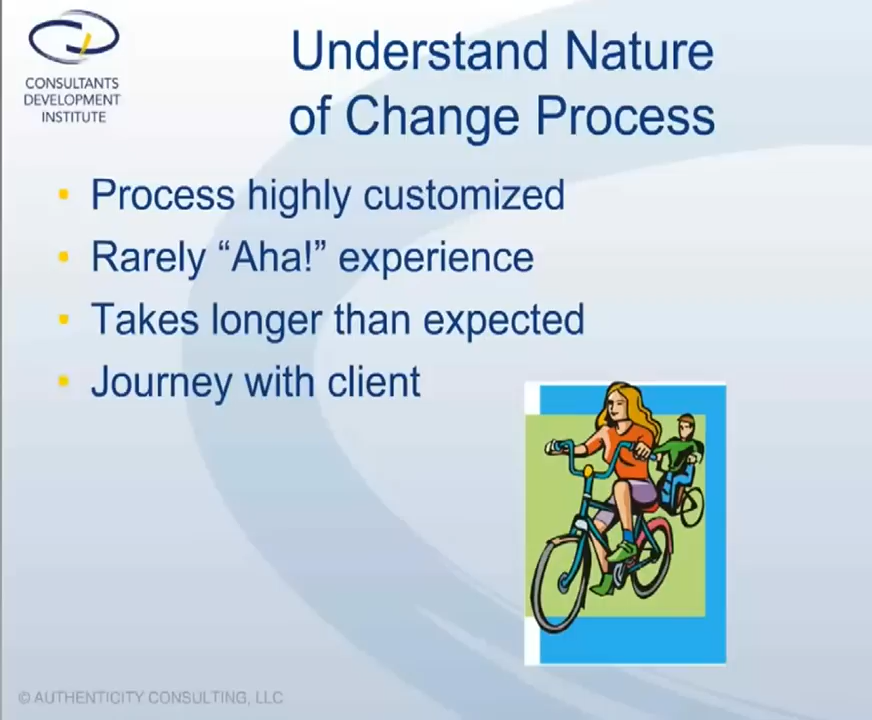 CONSULTANTS
DEVELOPMENT
INSTITUTE
Understand Nature
of Change Process
Process highly customized
Rarely “Aha!” experience
Takes longer than expected
Journey with client
© AUTHENTICITY CONSULTING, LLC